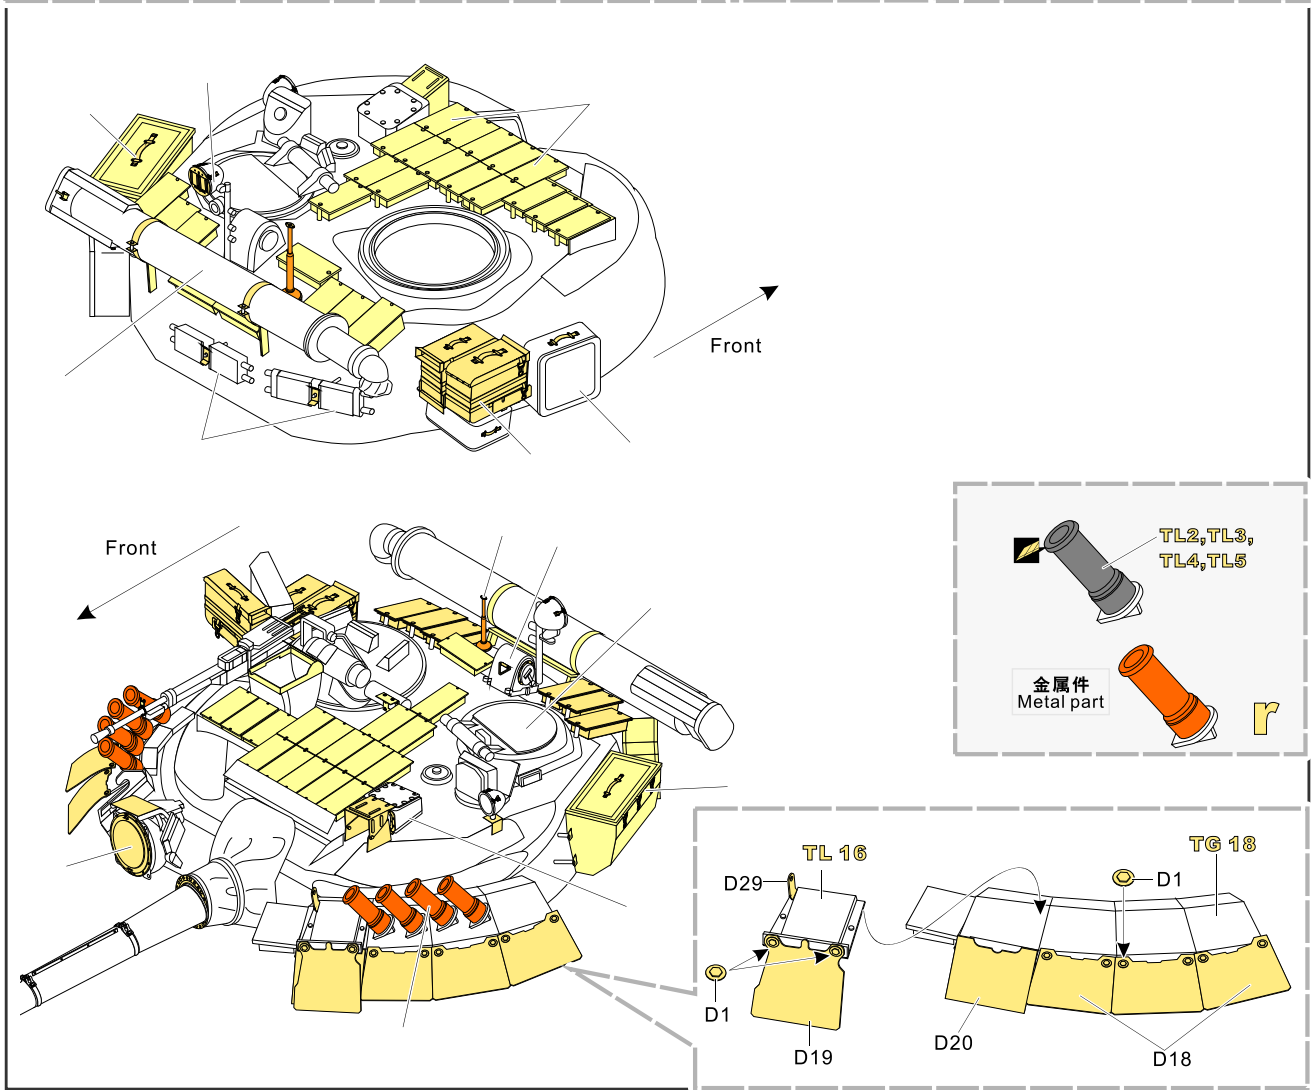 Front
Front
TL2,TL3,
TL4,TL5
金属件
Metal part
r
TL 16
TG 18
D29
D1
D1
D20
D19
D18